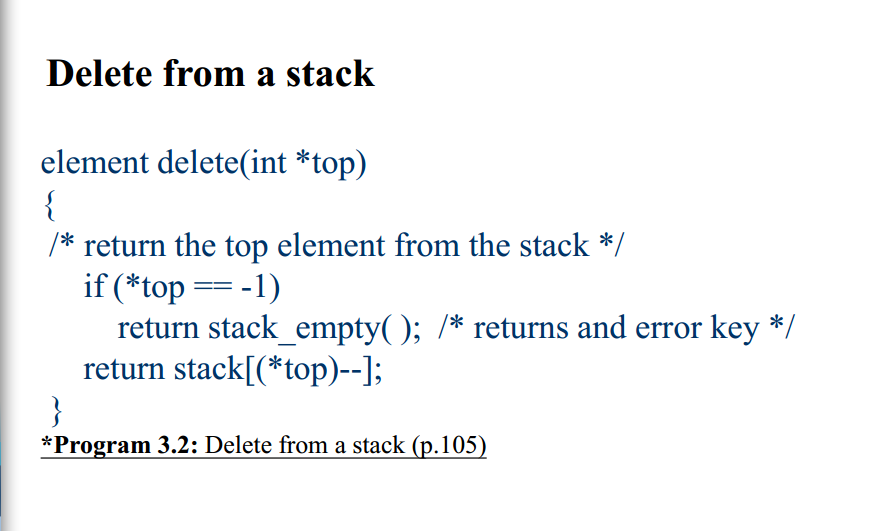 Delete from a stack
element delete(int *top)
{
/* return the top element from the stack */
if (*top == -1)
return stack_empty( ); /* returns and error key */
return stack[(*top)--];
}
*Program 3.2: Delete from a stack (p.105)